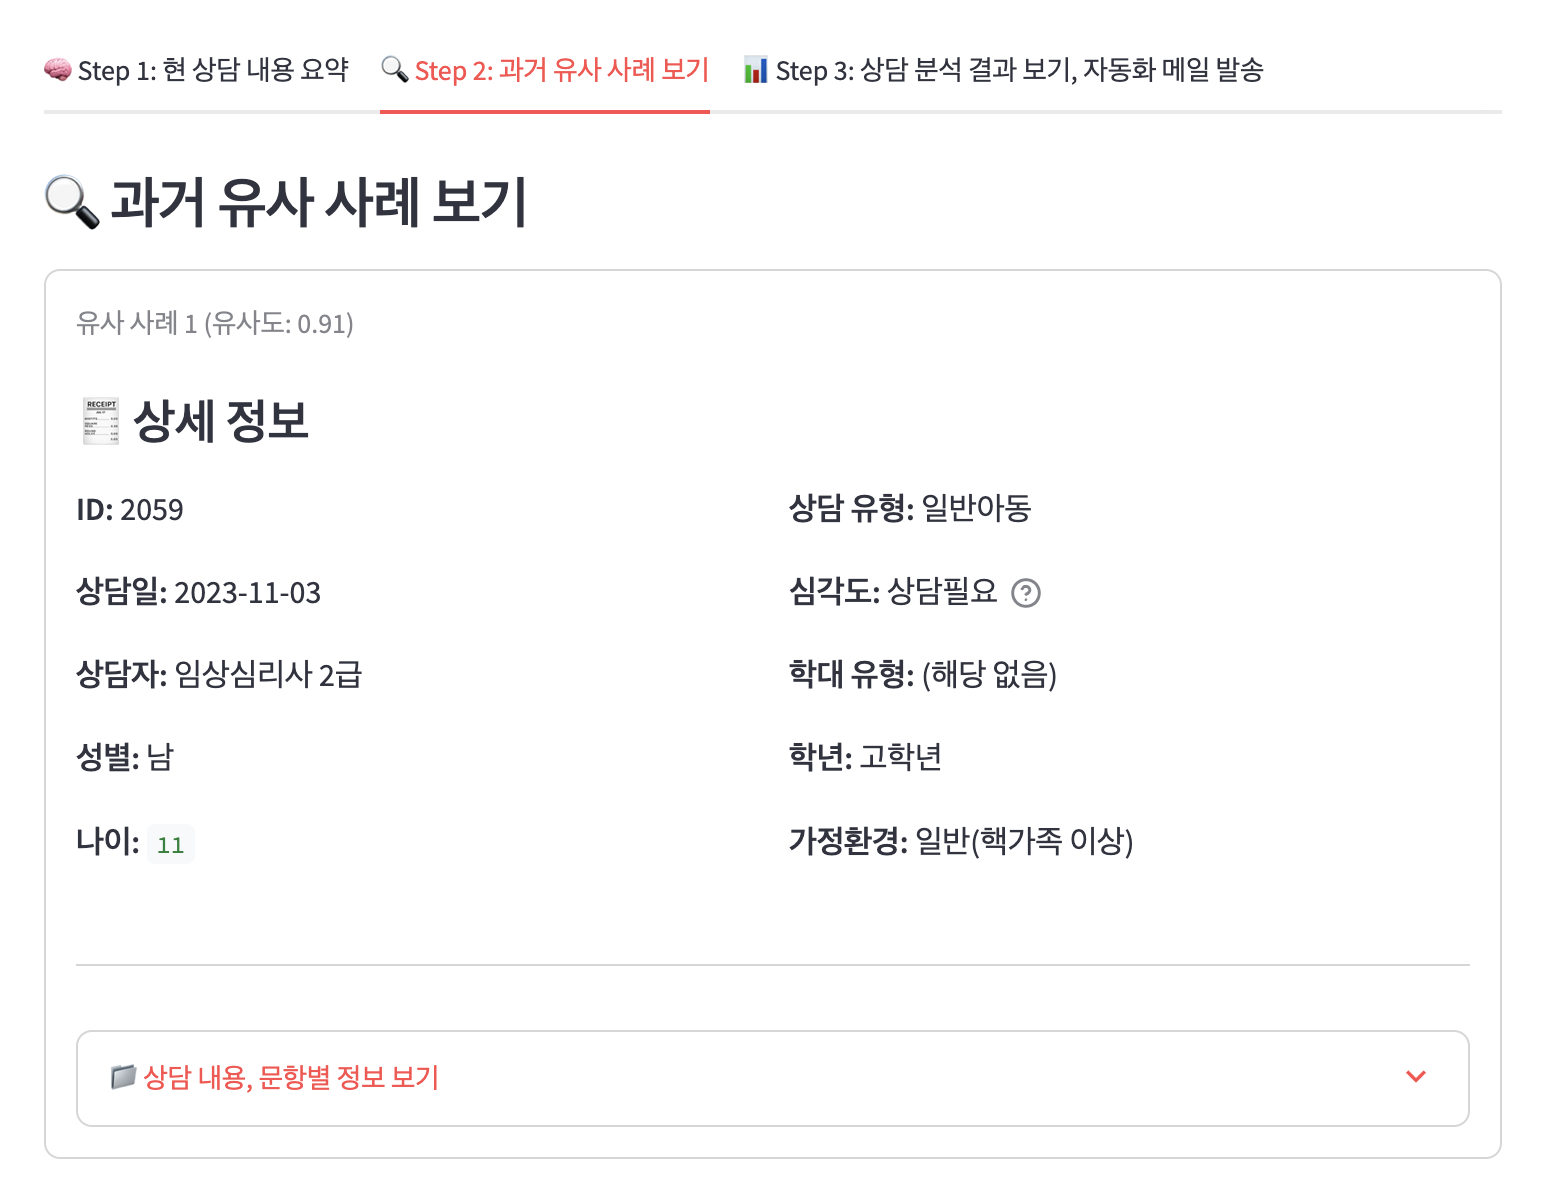 Step 1: 현 상담 내용 요약
Step 2: 과거 유사 사례 보기
Step 3: 상담 분석 결과 보기, 자동화 메일 발송
과거 유사 사례 보기
유사 사례 1 (유사도: 0.91)
RECEIPT
상세 정보
ID: 2059
상담일: 2023-11-03
상담자: 임상심리사 2급
성별: 남
나이: 11
상담 유형: 일반아동
심각도: 상담필요 ?
학대 유형: (해당 없음)
학년: 고학년
가정환경: 일반(핵가족 이상)
상담 내용, 문항별 정보 보기